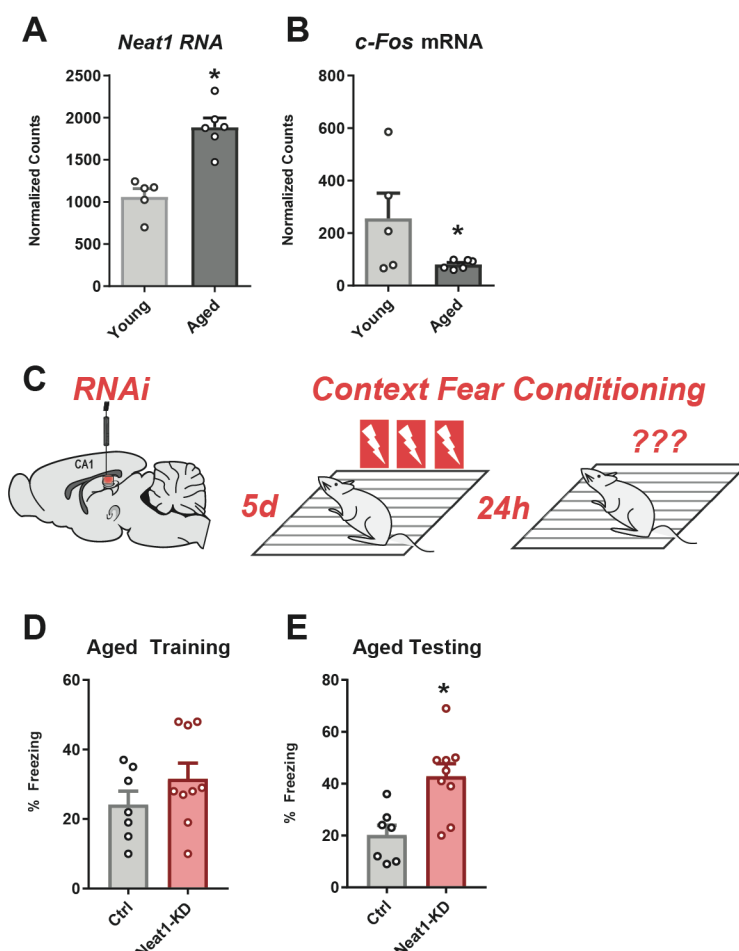 A
Neat1 RNA
Normalized Counts
2500
2000
1500
1000
500
0
*
Young
Aged
B
c-Fos mRNA
Normalized Counts
800
600
400
200
0
*
Young
Aged
C
RNAi
CA1
Context Fear Conditioning
5d
24h
???
D
Aged Training
% Freezing
60
40
20
0
Ctrl
Neat1-KD
E
Aged Testing
% Freezing
80
60
40
20
0
*
Ctrl
Neat1-KD